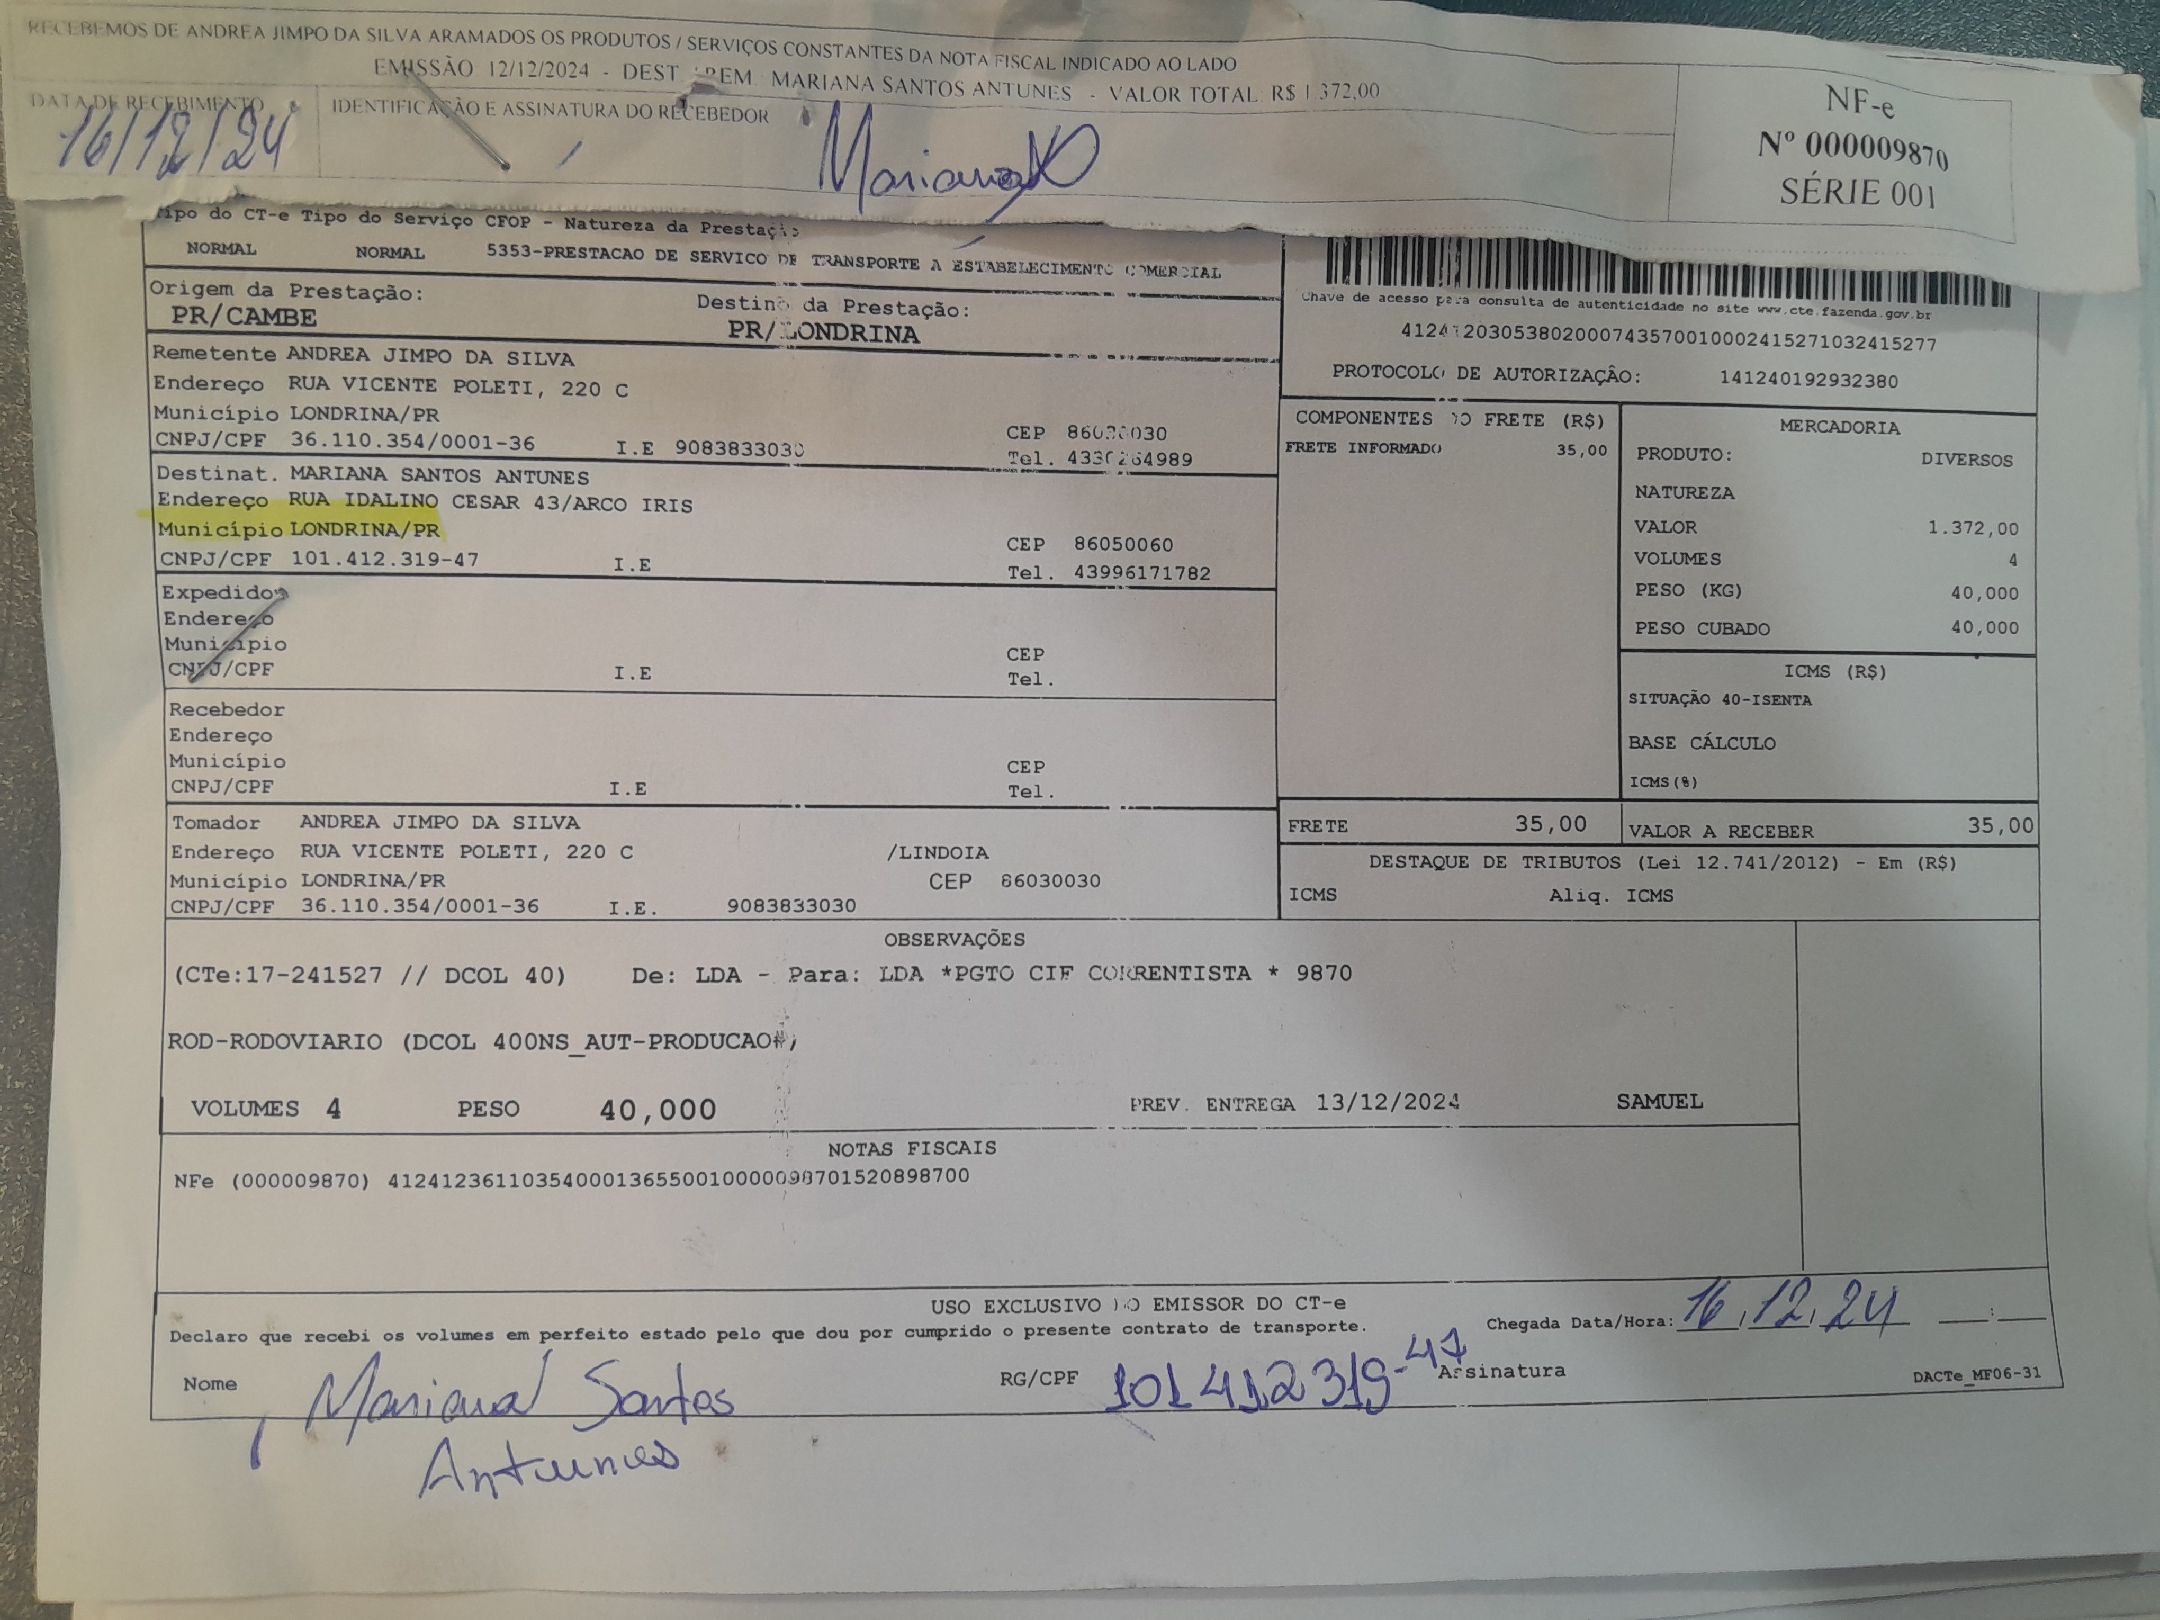 RECEBEMOS DE ANDREA JIMPO DA SILVA ARAMADOS OS PRODUTOS / SERVIÇOS CONSTANTES DA NOTA FISCAL INDICADO AO LADO
EMISSÃO 12/12/2024 - DEST. / REM. MARIANA SANTOS ANTUNES - VALOR TOTAL: R$ 1.372,00
DATA DE RECEBIMENTO IDENTIFICAÇÃO E ASSINATURA DO RECEBEDOR
16/12/24 Mariana
NF-e
Nº 000009870
SÉRIE 001
Tipo do CT-e Tipo do Serviço CFOP - Natureza da Prestação
NORMAL NORMAL 5353-PRESTACAO DE SERVICO DE TRANSPORTE A ESTABELECIMENTO COMERCIAL
Origem da Prestação: Destino da Prestação:
PR/CAMBE PR/LONDRINA
Chave de acesso para consulta de autenticidade no site www.cte.fazenda.gov.br
41241203053802000743570010002415271032415277
PROTOCOLO DE AUTORIZAÇÃO: 141240192932380
Remetente ANDREA JIMPO DA SILVA
Endereço RUA VICENTE POLETI, 220 C
Município LONDRINA/PR CEP 86030030
CNPJ/CPF 36.110.354/0001-36 I.E 9083833030 Tel. 4330264989
Destinat. MARIANA SANTOS ANTUNES
Endereço RUA IDALINO CESAR 43/ARCO IRIS
Município LONDRINA/PR CEP 86050060
CNPJ/CPF 101.412.319-47 I.E Tel. 43996171782
Expedidor
Endereço
Município CEP
CNPJ/CPF I.E Tel.
Recebedor
Endereço
Município CEP
CNPJ/CPF I.E Tel.
Tomador ANDREA JIMPO DA SILVA
Endereço RUA VICENTE POLETI, 220 C /LINDOIA
Município LONDRINA/PR CEP 86030030
CNPJ/CPF 36.110.354/0001-36 I.E. 9083833030
COMPONENTES DO FRETE (R$)
FRETE INFORMADO 35,00
MERCADORIA
PRODUTO: DIVERSOS
NATUREZA
VALOR 1.372,00
VOLUMES 4
PESO (KG) 40,000
PESO CUBADO 40,000
ICMS (R$)
SITUAÇÃO 40-ISENTA
BASE CÁLCULO
ICMS(%)
FRETE 35,00 VALOR A RECEBER 35,00
DESTAQUE DE TRIBUTOS (Lei 12.741/2012) - Em (R$)
ICMS Aliq. ICMS
OBSERVAÇÕES
(CTe:17-241527 // DCOL 40) De: LDA - Para: LDA *PGTO CIF CORRENTISTA * 9870
ROD-RODOVIARIO (DCOL 400NS_AUT-PRODUCAO#)
VOLUMES 4 PESO 40,000 PREV. ENTREGA 13/12/2024 SAMUEL
NOTAS FISCAIS
NFe (000009870) 41241236110354000136550010000098701520898700
USO EXCLUSIVO DO EMISSOR DO CT-e
Declaro que recebi os volumes em perfeito estado pelo que dou por cumprido o presente contrato de transporte. Chegada Data/Hora: 16.12.24 __:__
Nome Mariana Santos RG/CPF 101412319-47 Assinatura DACTe_MF06-31
Antunes